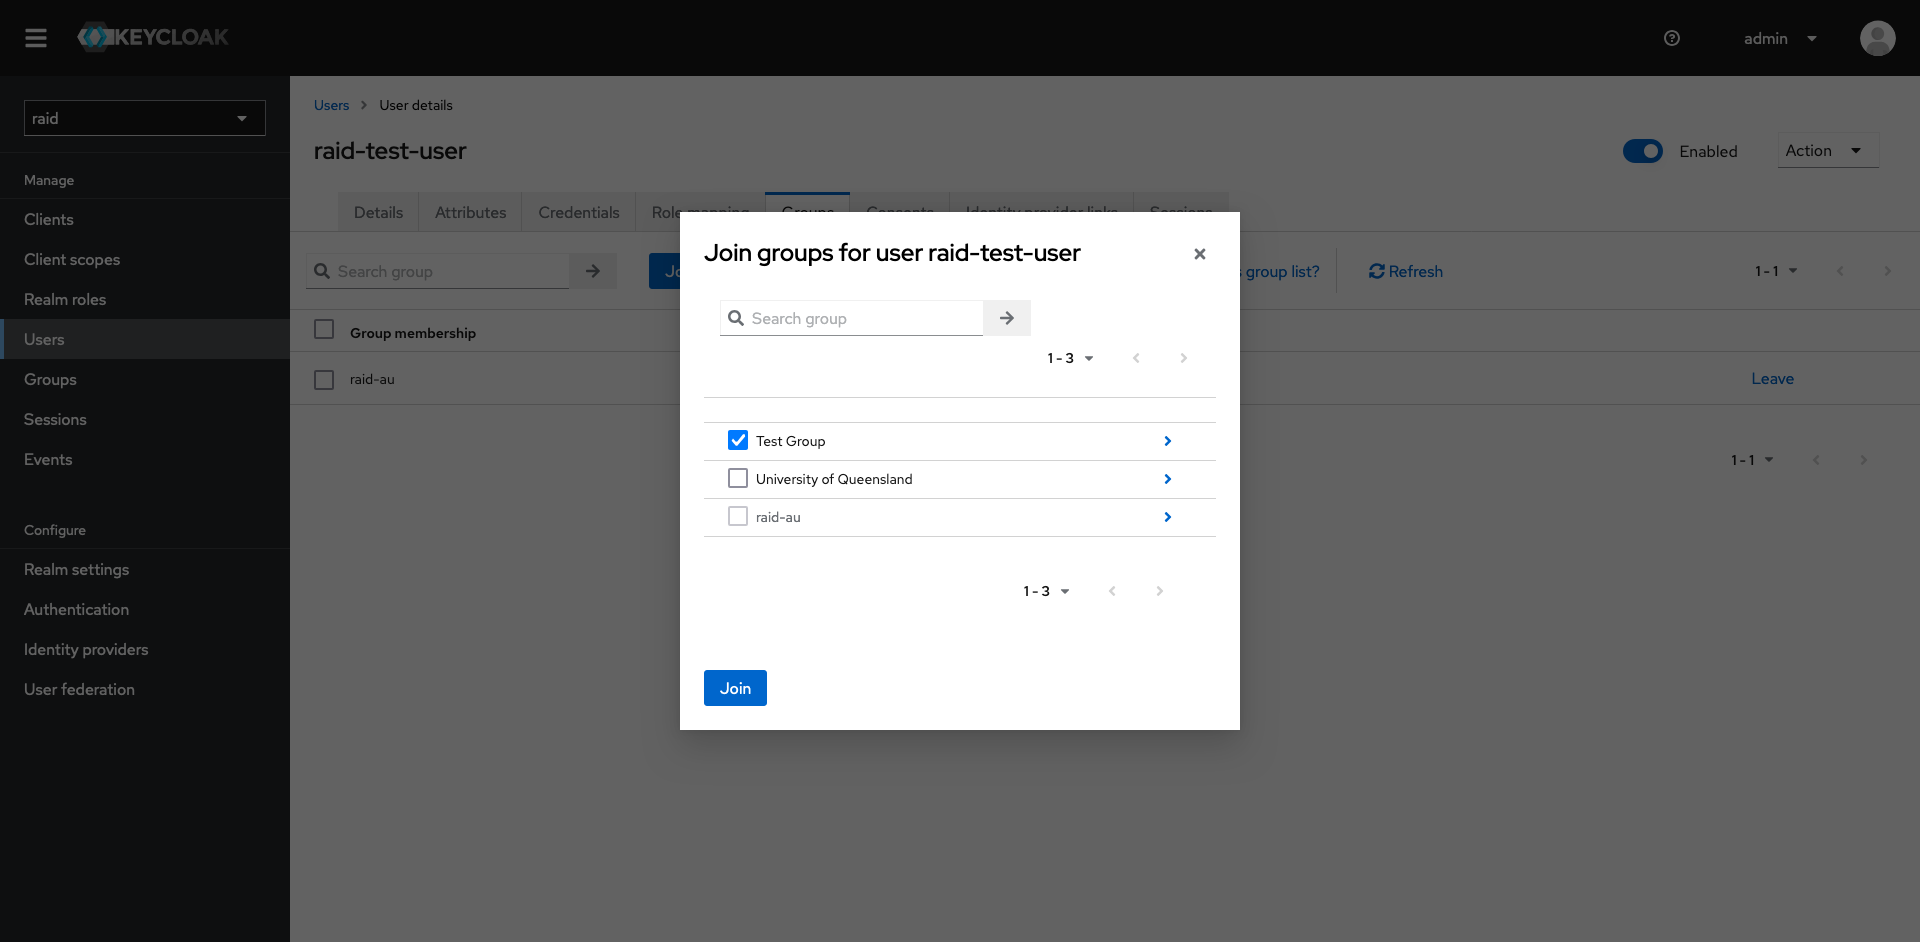 KEYCLOAK
admin
raid
Manage
Clients
Client scopes
Realm roles
Users
Groups
Sessions
Events
Configure
Realm settings
Authentication
Identity providers
User federation
Users > User details
raid-test-user
Enabled
Action
Details Attributes Credentials Role mapping Groups Consents Identity provider links Sessions
Search group
group list?
Refresh
1 - 1
Group membership
raid-au
Leave
1 - 1
Join groups for user raid-test-user
Search group
1 - 3
Test Group
University of Queensland
raid-au
1 - 3
Join